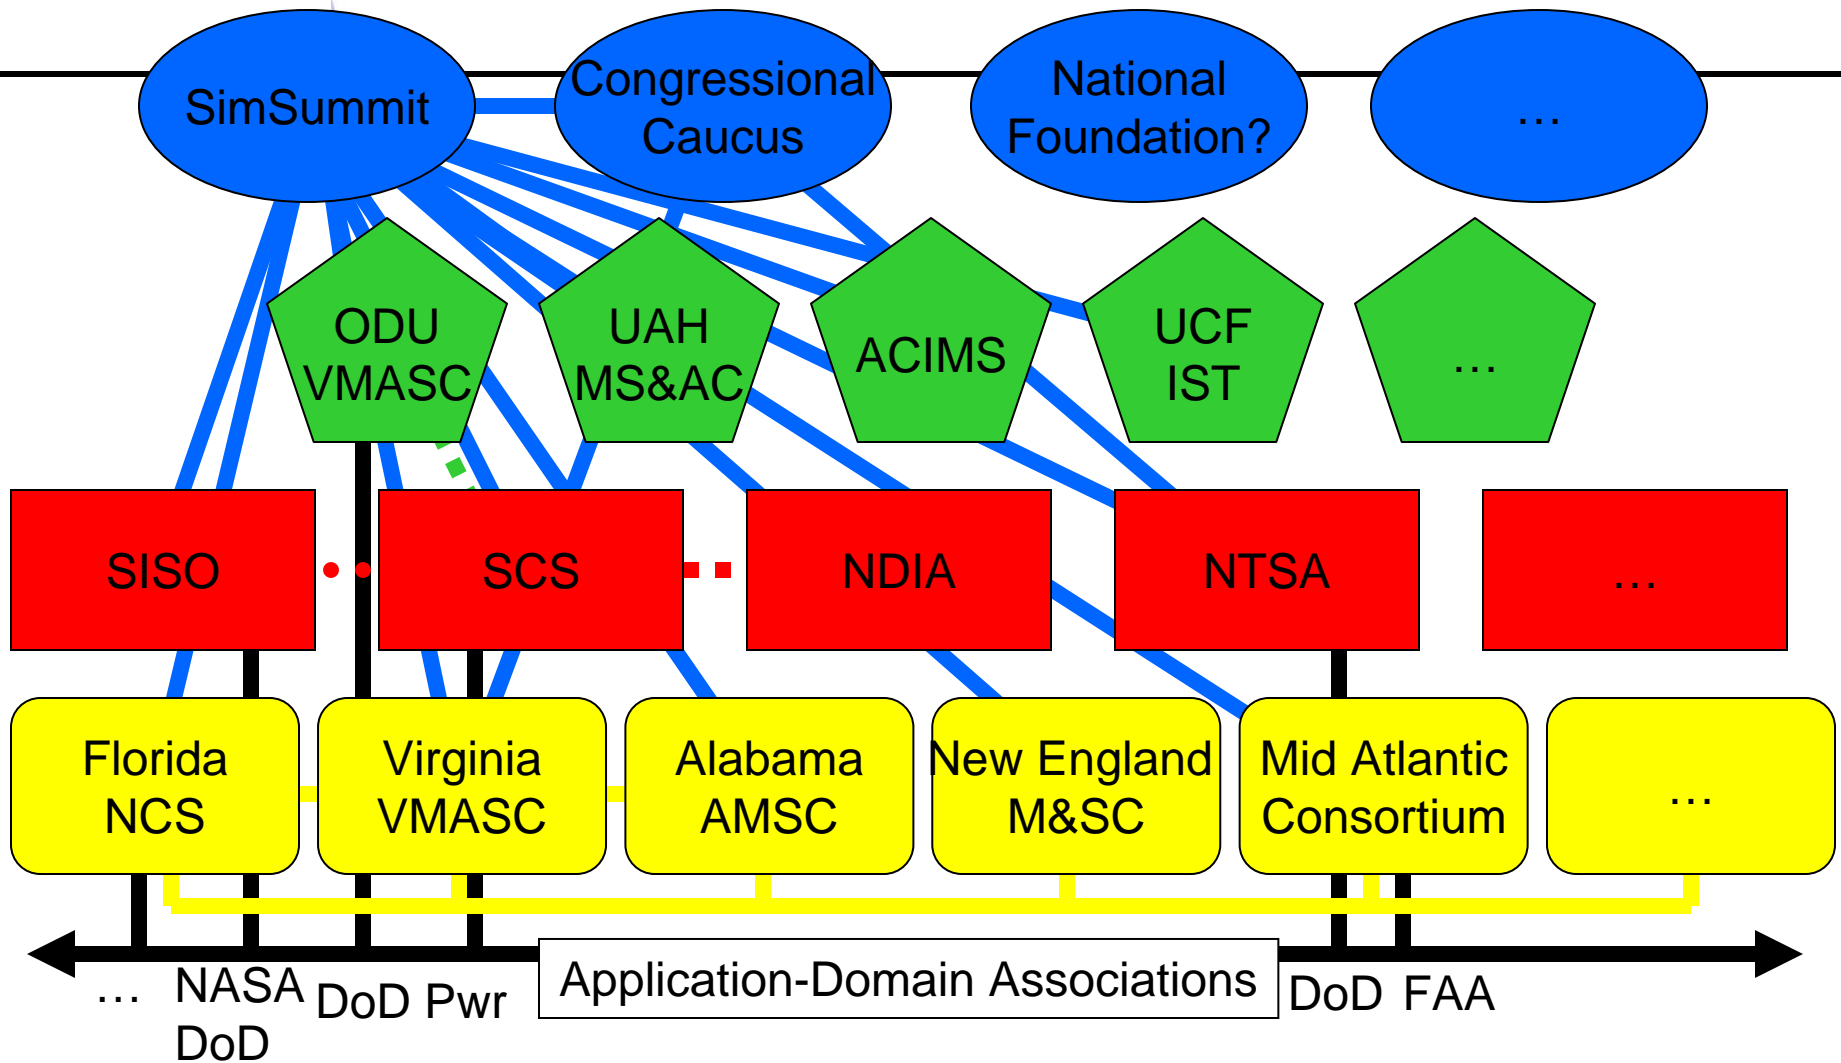 SimSummit
Congressional
Caucus
National
Foundation?
…
ODU
VMASC
UAH
MS&AC
ACIMS
UCF
IST
…
SISO
SCS
NDIA
NTSA
…
Florida
NCS
Virginia
VMASC
Alabama
AMSC
New England
M&SC
Mid Atlantic
Consortium
…
…
NASA
DoD
DoD
Pwr
Application-Domain Associations
DoD
FAA